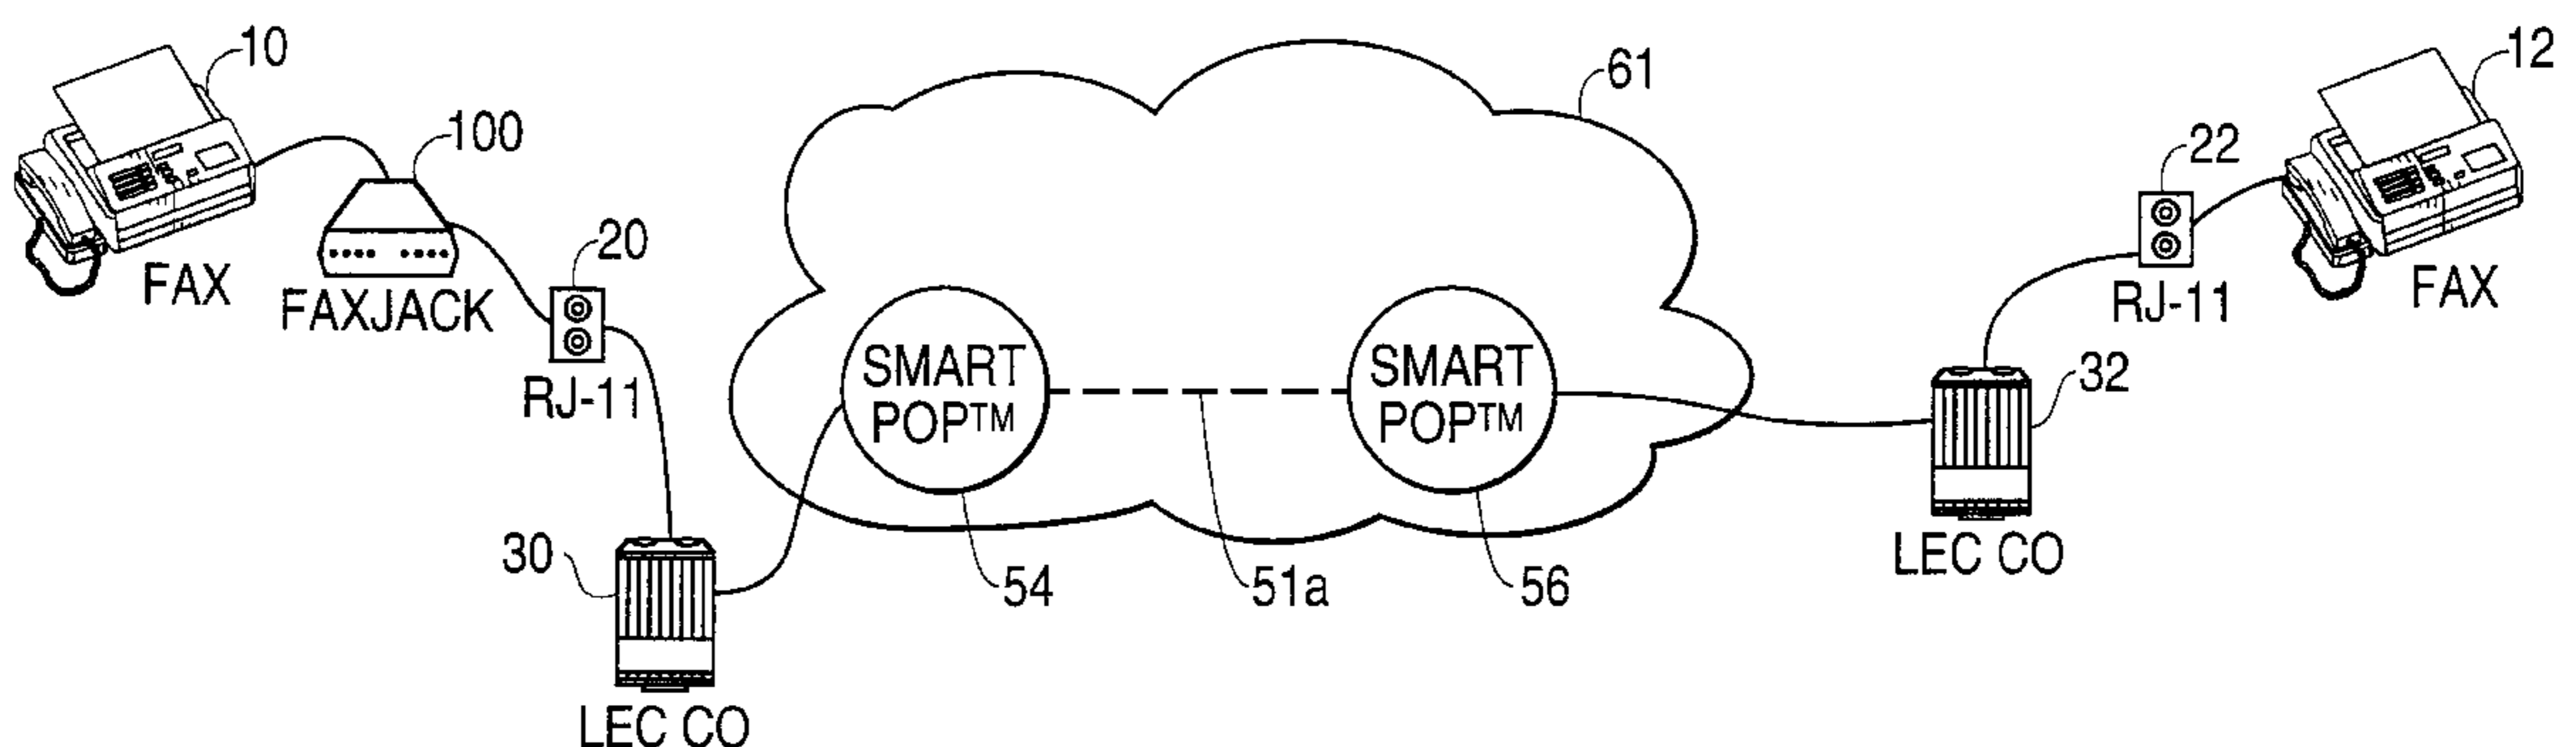 10
FAX
100
FAXJACK
20
RJ-11
30
LEC CO
61
SMART
POP™
54
51a
SMART
POP™
56
32
LEC CO
22
RJ-11
12
FAX